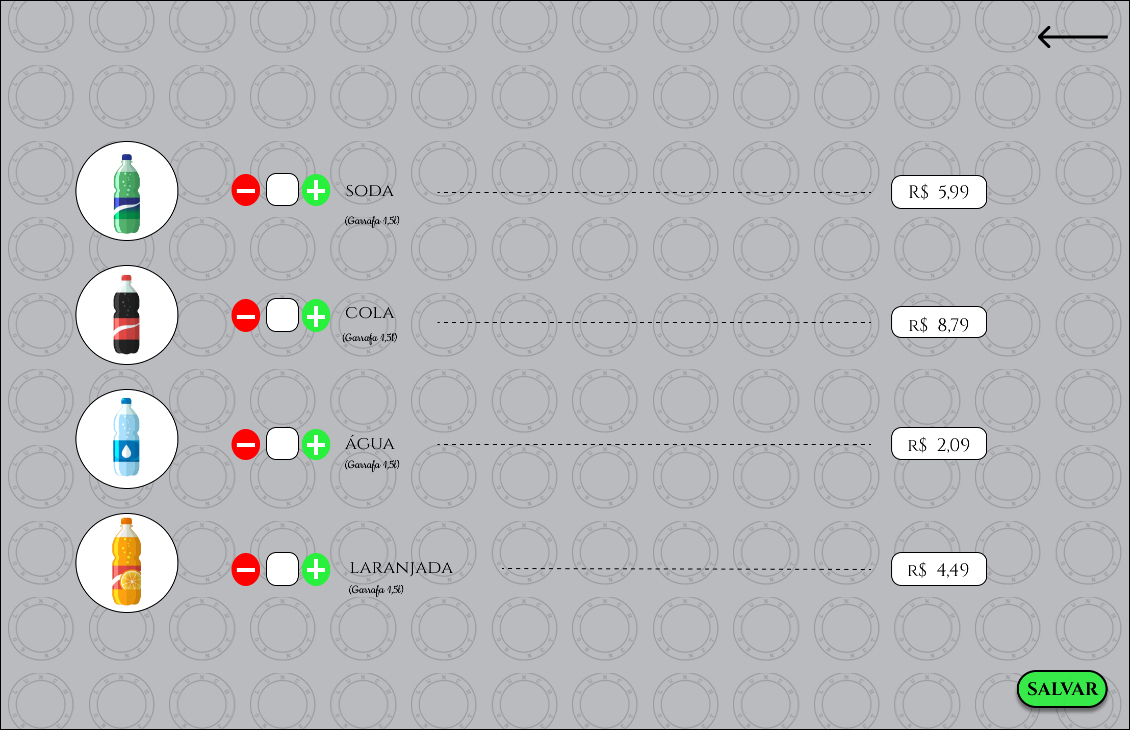 SODA
R$ 5,99
(Garrafa 1,5l)
COLA
R$ 8,79
(Garrafa 1,5l)
ÁGUA
R$ 2,09
(Garrafa 1,5l)
LARANJADA
R$ 4,49
(Garrafa 1,5l)
SALVAR